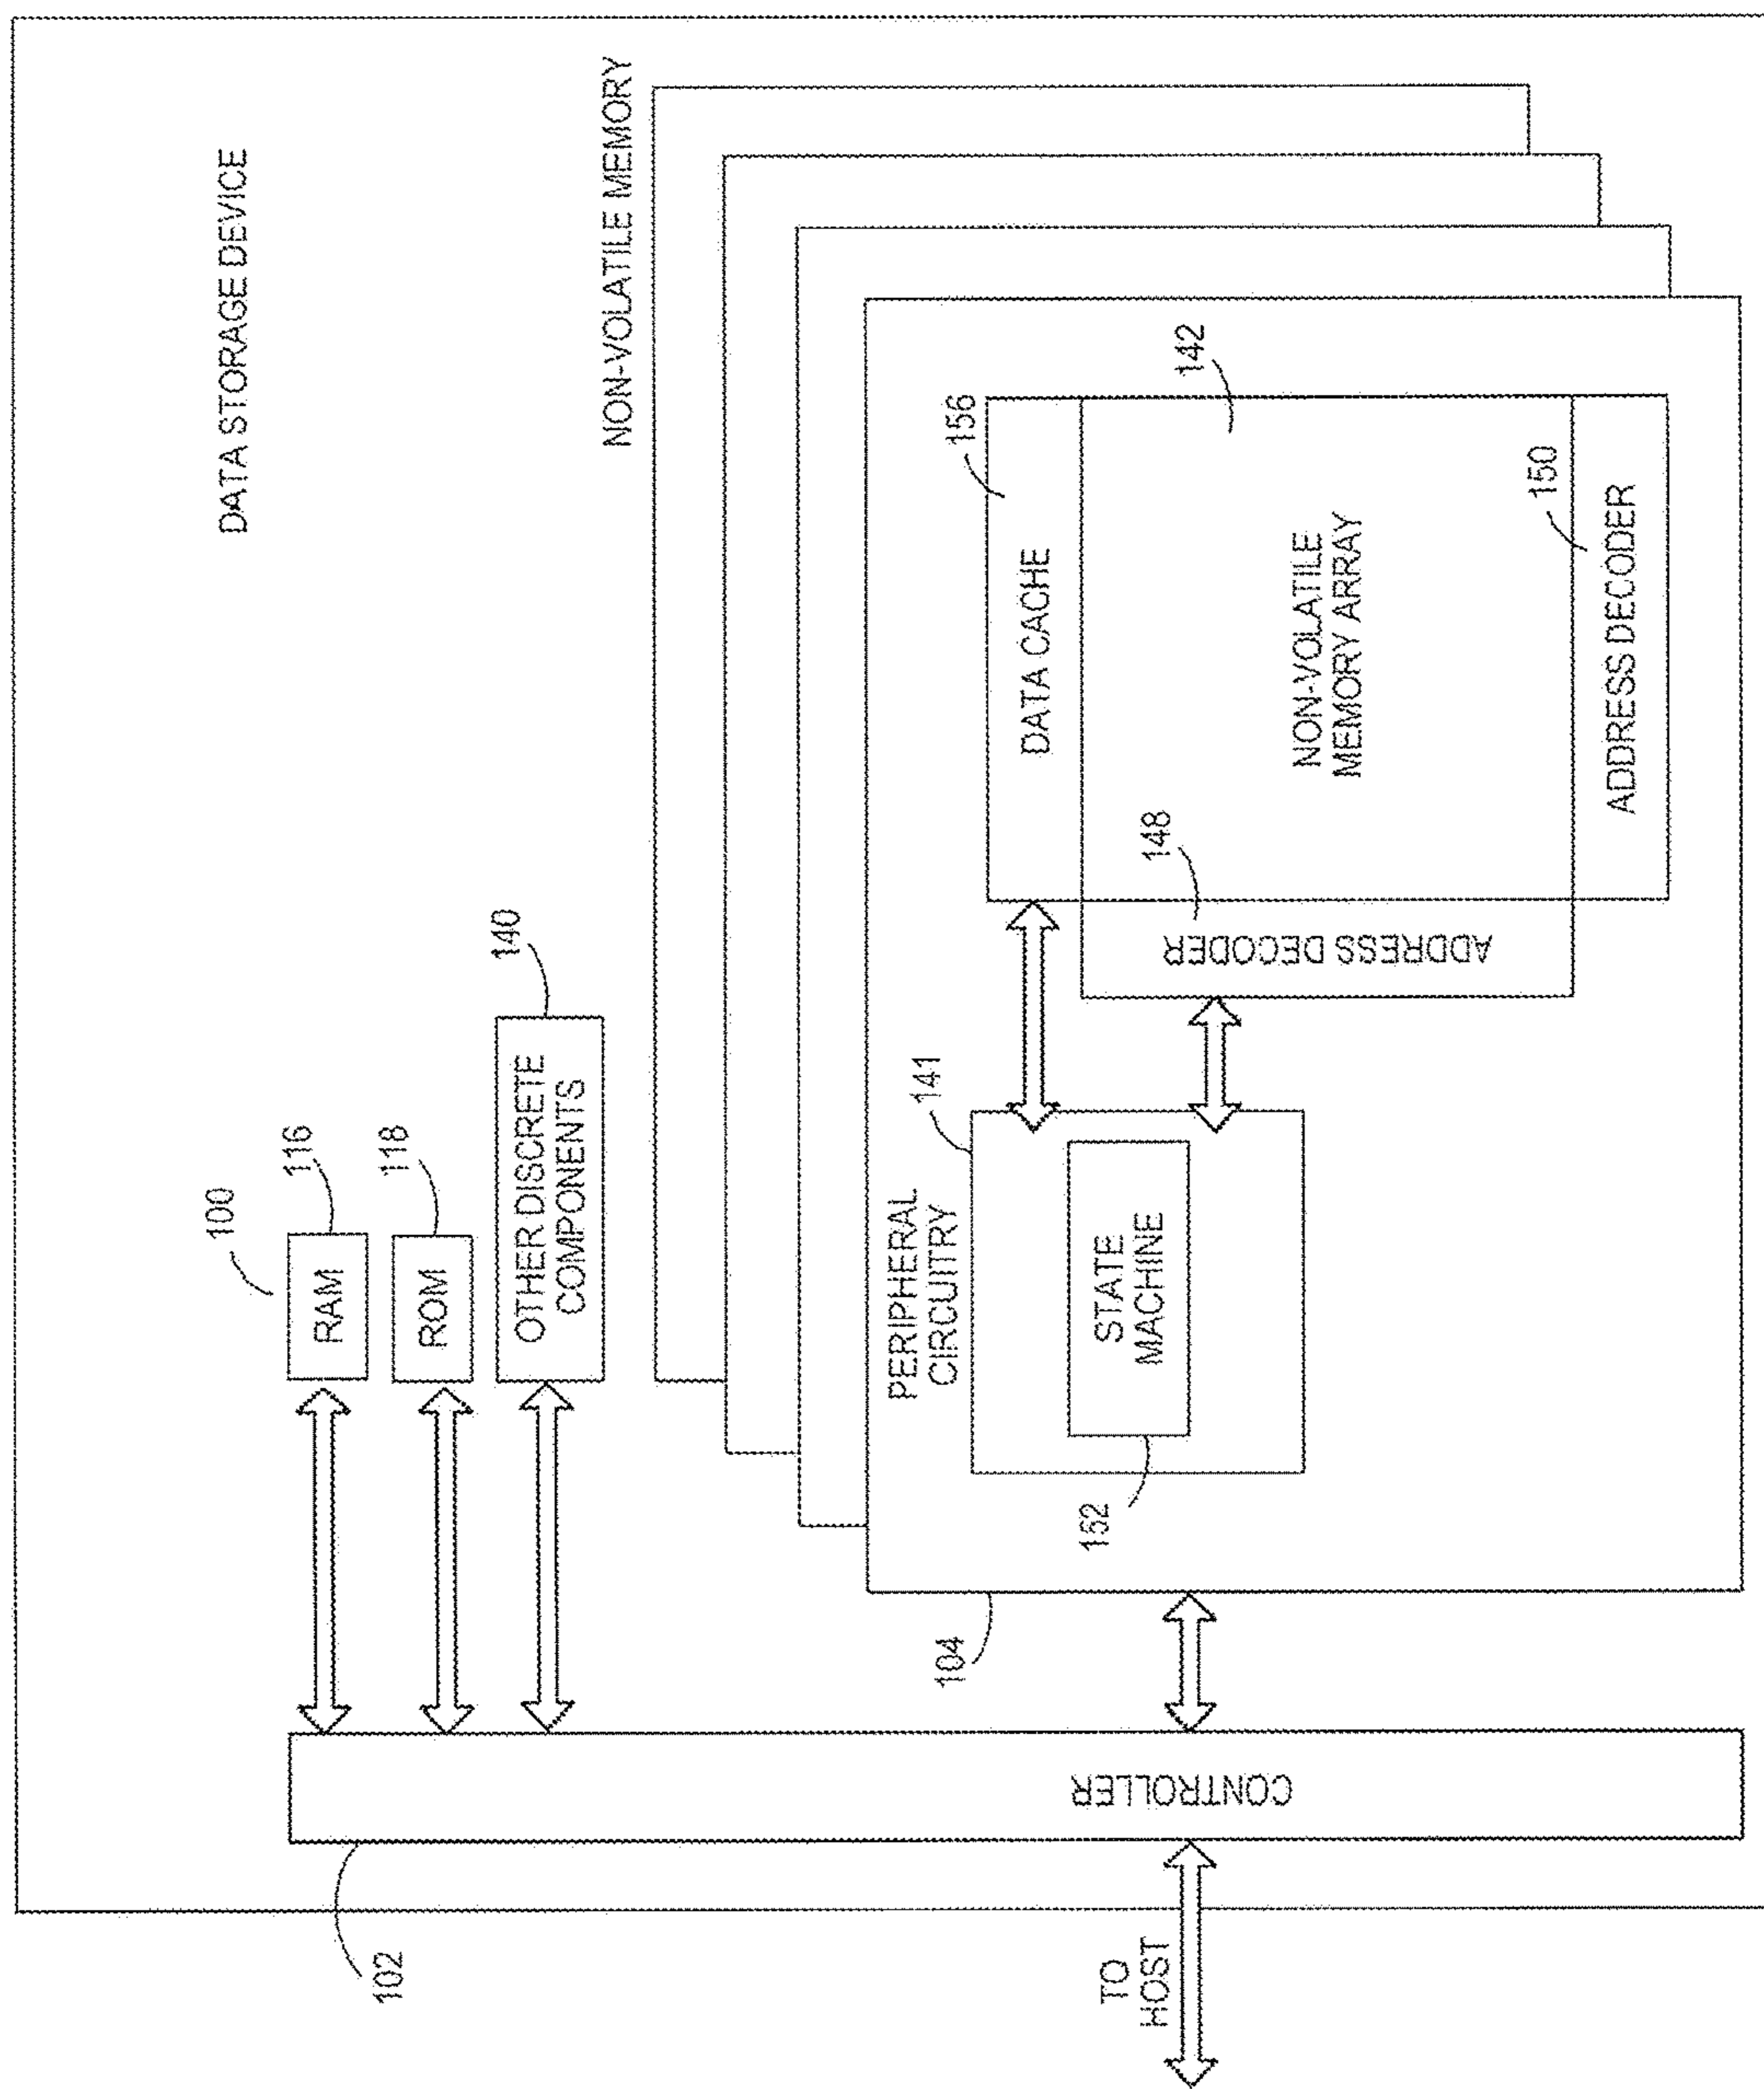 DATA STORAGE DEVICE
100
RAM
116
ROM
118
OTHER DISCRETE
COMPONENTS
140
NON-VOLATILE MEMORY
PERIPHERAL
CIRCUITRY
141
STATE
MACHINE
152
DATA CACHE
156
142
NON-VOLATILE
MEMORY ARRAY
148
ADDRESS DECODER
150
ADDRESS DECODER
104
CONTROLLER
102
TO
HOST